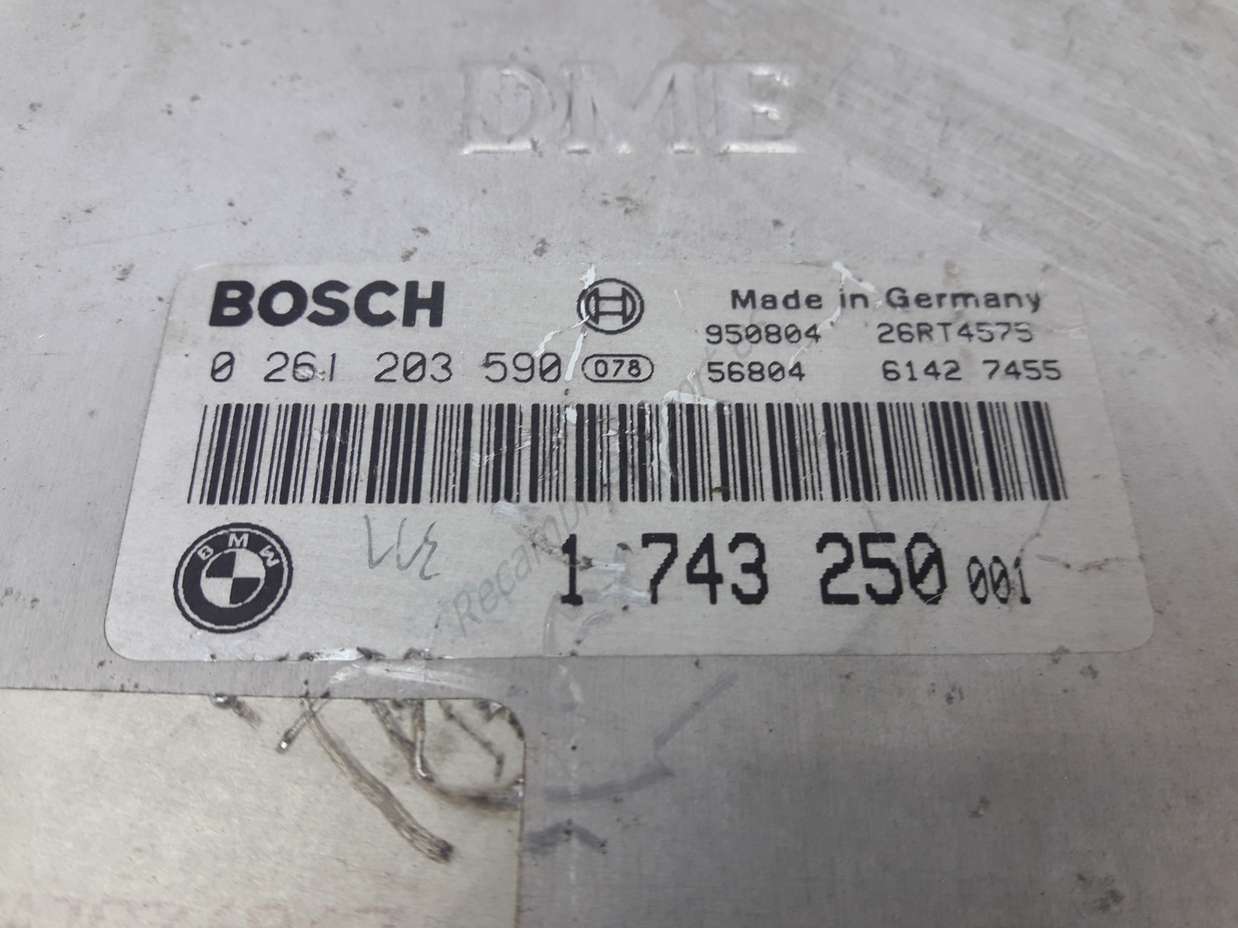 DME
BOSCH
Made in Germany
950804 26RT4575
0 261 203 590 078 56804 6142 7455
BMW
1 743 250 001